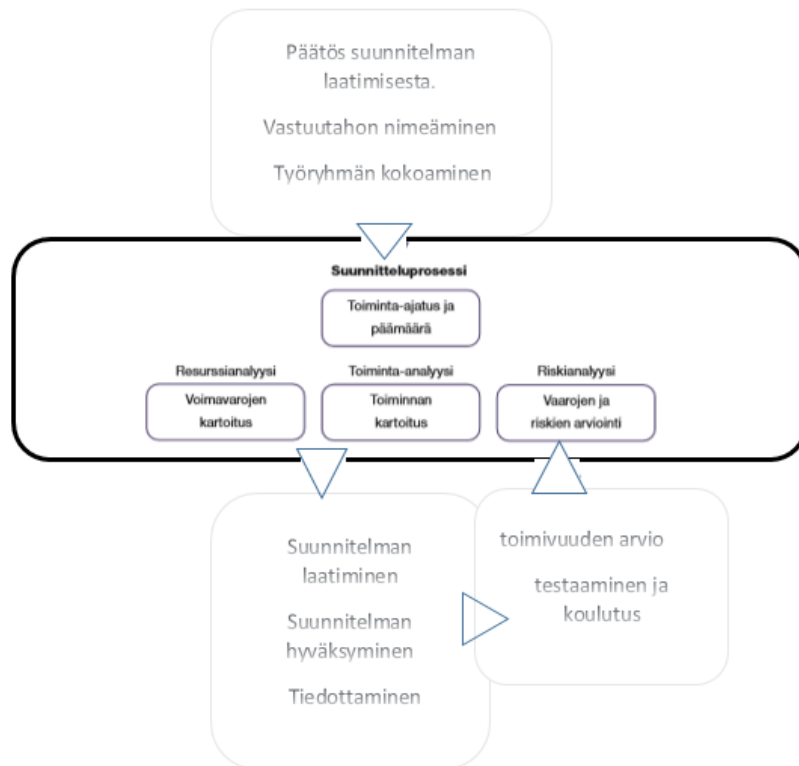 Päätös suunnitelman
laatimisesta.
Vastuutahon nimeäminen
Työryhmän kokoaminen
Suunnitteluprosessi
Toiminta-ajatus ja
päämäärä
Resurssianalyysi
Voimavarojen
kartoitus
Toiminta-analyysi
Toiminnan
kartoitus
Riskianalyysi
Vaarojen ja
riskien arviointi
Suunnitelman
laatiminen
Suunnitelman
hyväksyminen
Tiedottaminen
toimivuuden arvio
testaaminen ja
koulutus